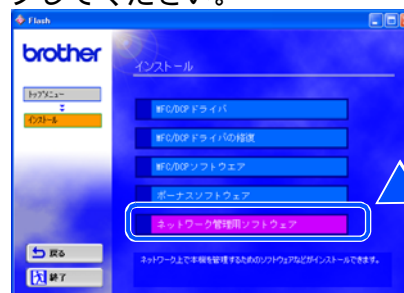 クしてください。
Flash
brother
インストール
トップメニュー
インストール
MFC/DCPドライバ
MFC/DCPドライバの修復
MFC/DCPソフトウエア
ボーナスソフトウェア
ネットワーク管理用ソフトウェア
戻る
ネットワーク上で本機を管理するためのソフトウェアなどがインストールできます。
終了